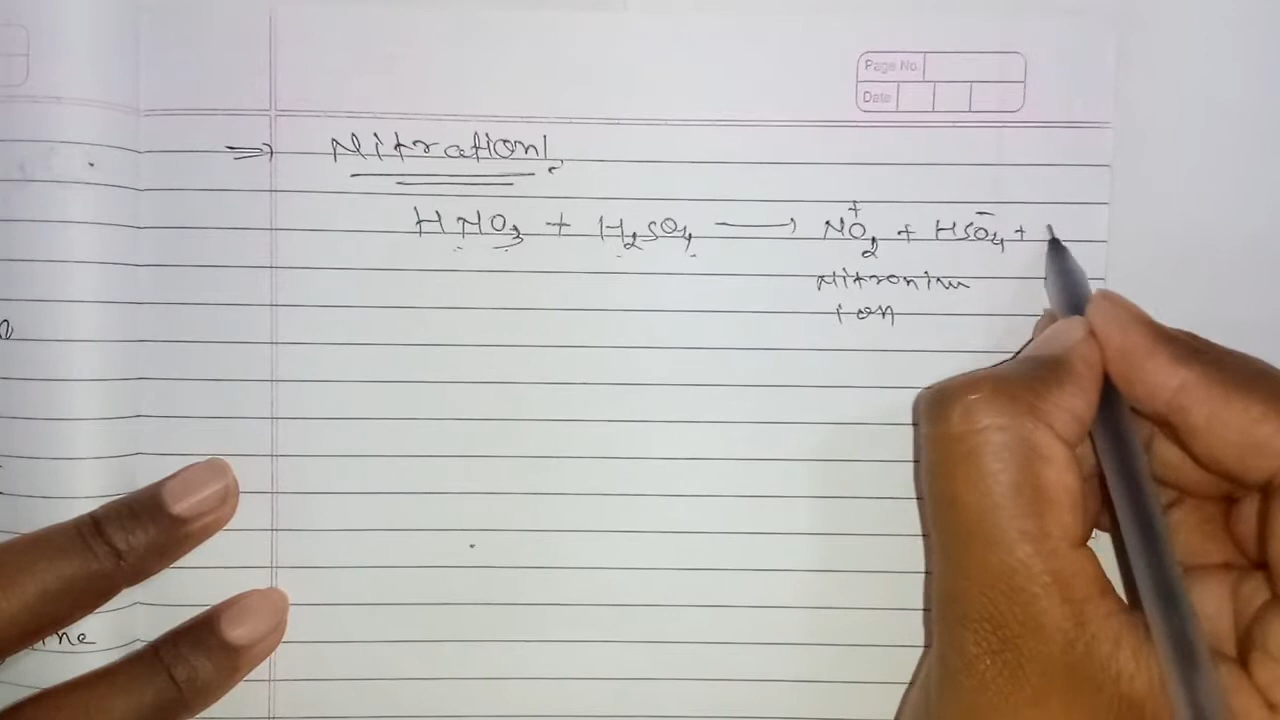 Page No.
Date
⇒ Nitration!
HNO₃ + H₂SO₄ ⟶ NO₂⁺ + HSO₄⁻ +
Nitronium
ion